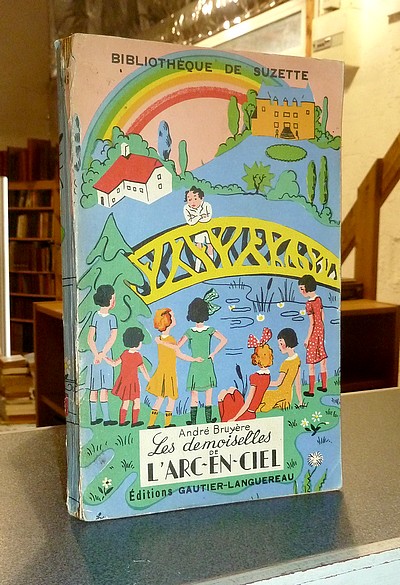 BIBLIOTHÈQUE DE SUZETTE
André Bruyère
Les demoiselles
DE
L'ARC-EN-CIEL
Éditions GAUTIER-LANGUEREAU